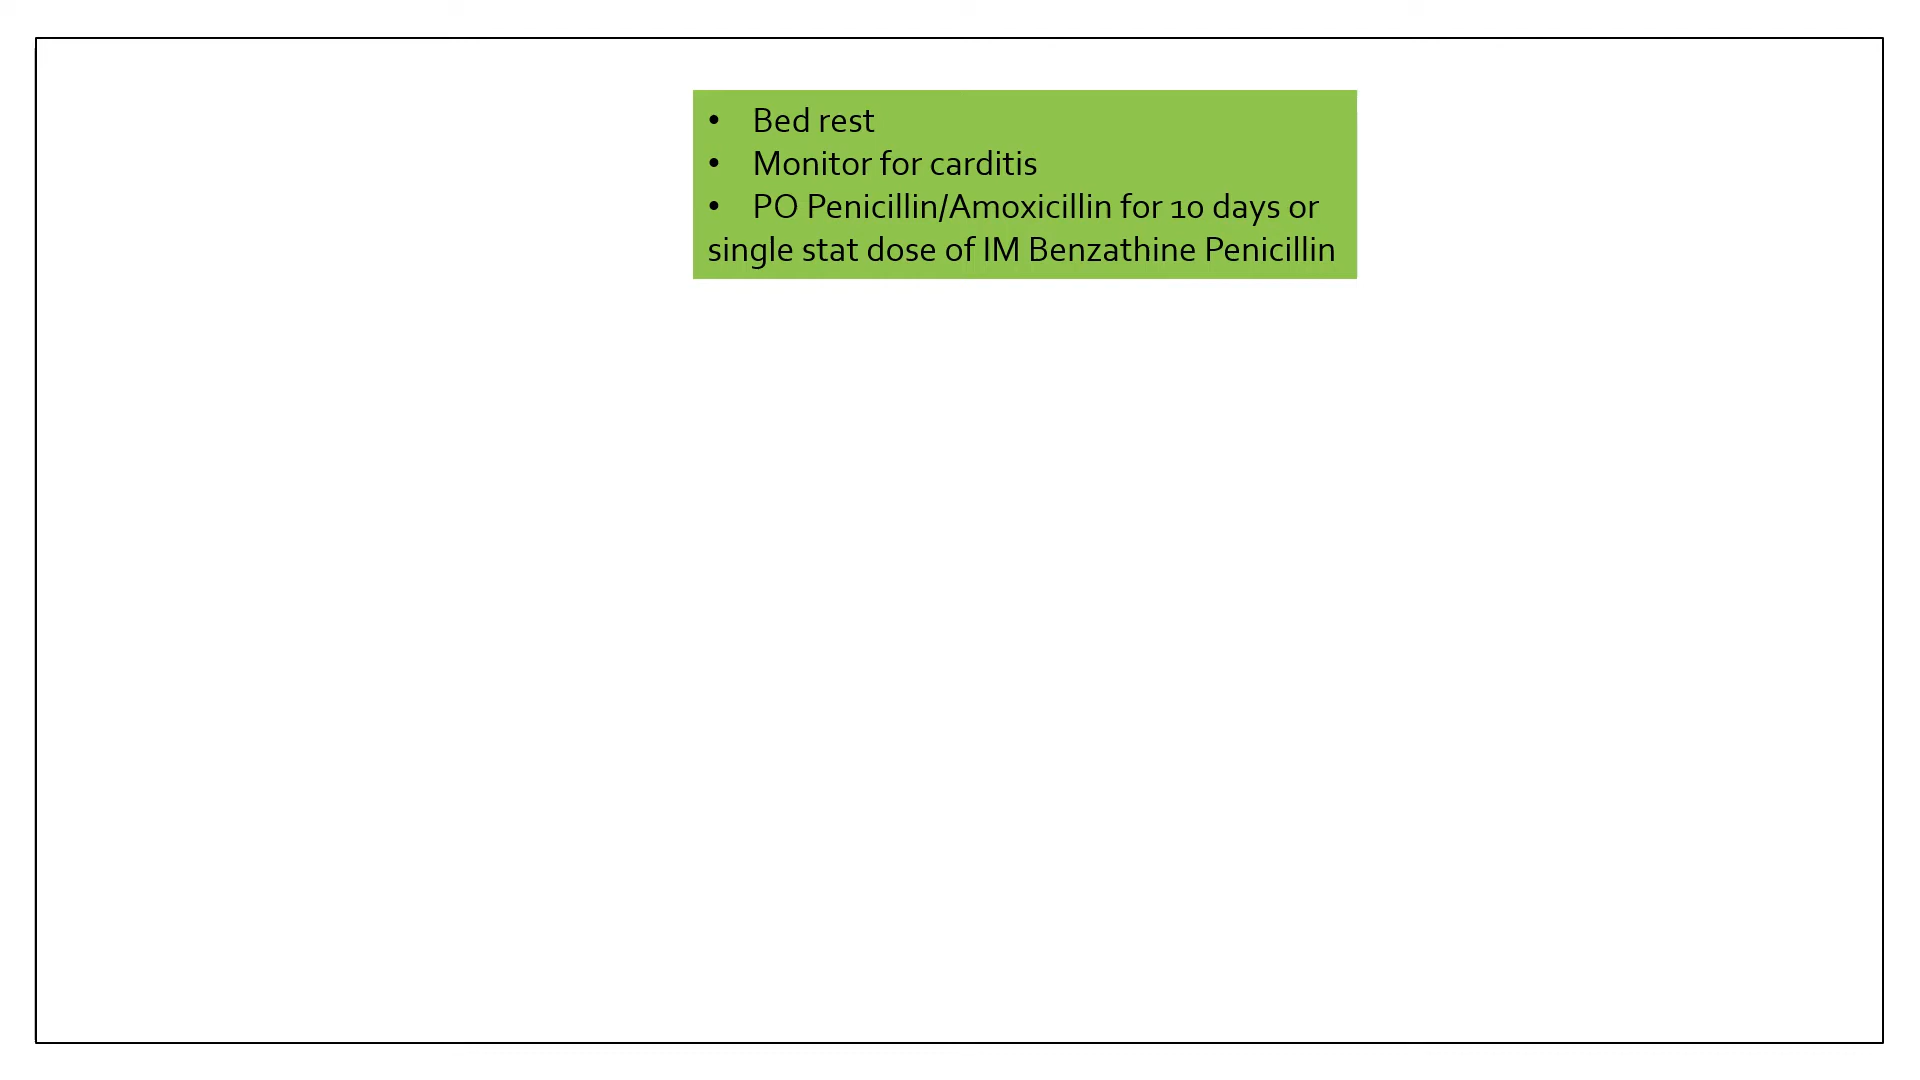 • Bed rest
• Monitor for carditis
• PO Penicillin/Amoxicillin for 10 days or
single stat dose of IM Benzathine Penicillin